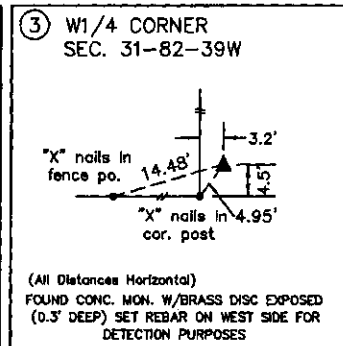 3 W1/4 CORNER
SEC. 31-82-39W
3.2'
"X" nails in
fence po.
14.48'
4.5'
"X" nails in
cor. post
4.95'
(All Distances Horizontal)
FOUND CONC. MON. W/BRASS DISC EXPOSED
(0.3' DEEP) SET REBAR ON WEST SIDE FOR
DETECTION PURPOSES